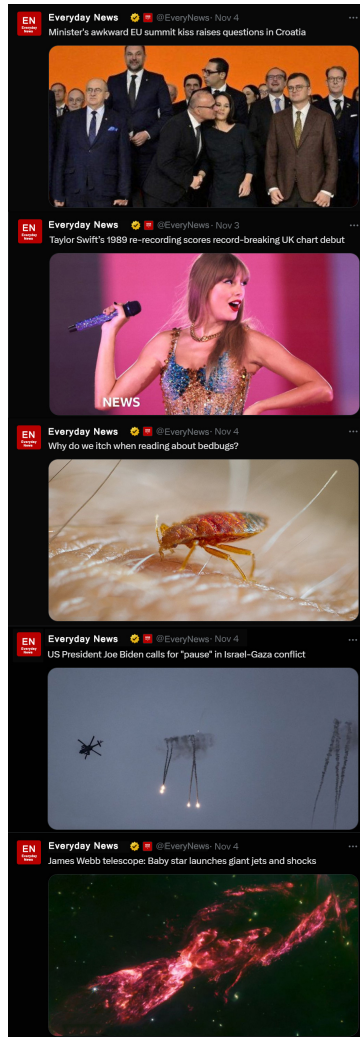 EN
Everyday
News
Everyday News @EveryNews · Nov 4
Minister's awkward EU summit kiss raises questions in Croatia
EN
Everyday
News
Everyday News @EveryNews · Nov 3
Taylor Swift's 1989 re-recording scores record-breaking UK chart debut
NEWS
EN
Everyday
News
Everyday News @EveryNews · Nov 4
Why do we itch when reading about bedbugs?
EN
Everyday
News
Everyday News @EveryNews · Nov 4
US President Joe Biden calls for "pause" in Israel-Gaza conflict
EN
Everyday
News
Everyday News @EveryNews · Nov 4
James Webb telescope: Baby star launches giant jets and shocks